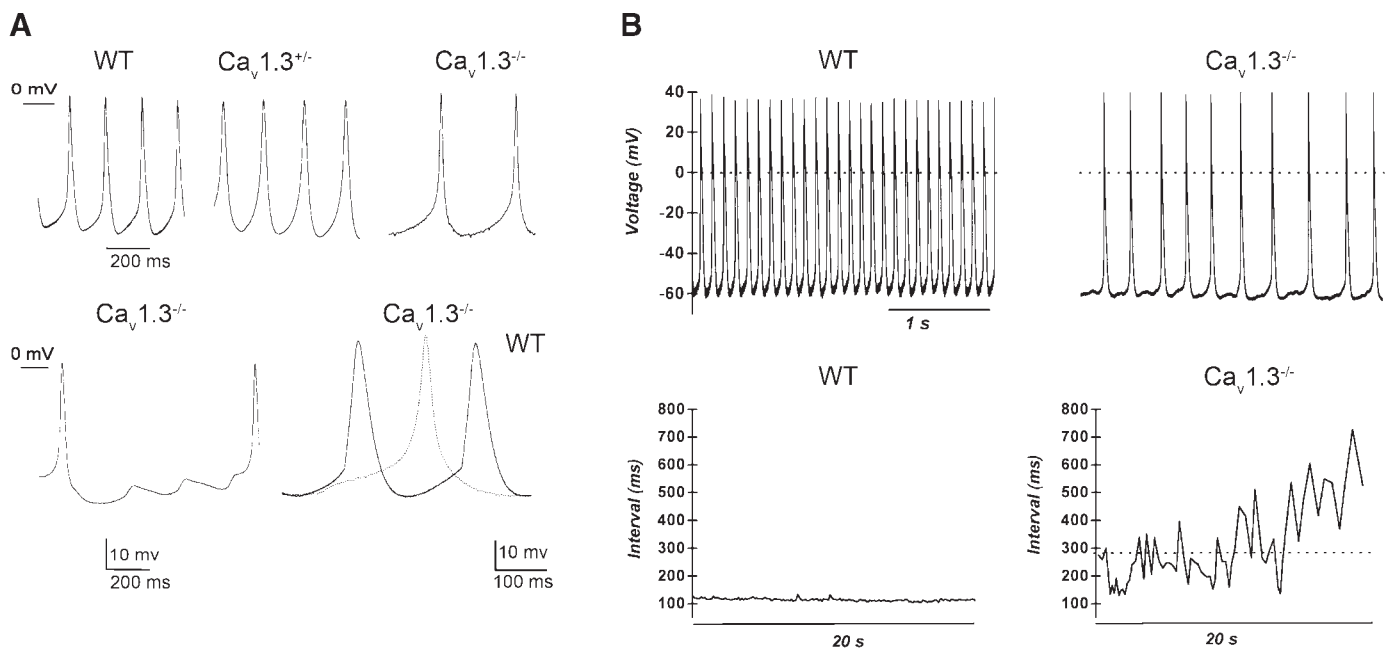 A
WT
Cav1.3+/-
Cav1.3-/-
0 mV
200 ms
Cav1.3-/-
Cav1.3-/-
WT
0 mV
10 mv
200 ms
10 mv
100 ms
B
WT
Cav1.3-/-
Voltage (mV)
40
20
0
-20
-40
-60
1 s
WT
Cav1.3-/-
Interval (ms)
800
700
600
500
400
300
200
100
20 s
Interval (ms)
800
700
600
500
400
300
200
100
20 s